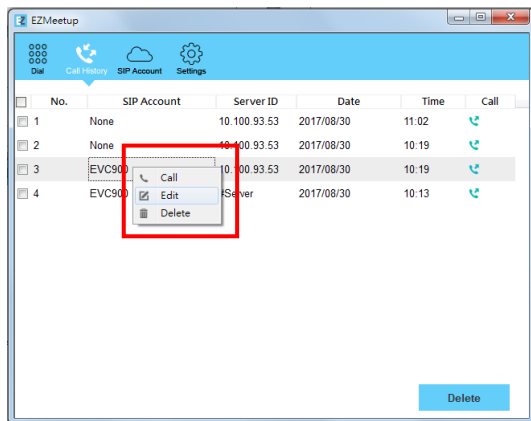 EZMeetup
Dial Call History SIP Account Settings
No. SIP Account Server ID Date Time Call
1 None 10.100.93.53 2017/08/30 11:02
2 None 10.100.93.53 2017/08/30 10:19
3 EVC900 10.100.93.53 2017/08/30 10:19
4 EVC900 #Server 2017/08/30 10:13
Call
Edit
Delete
Delete